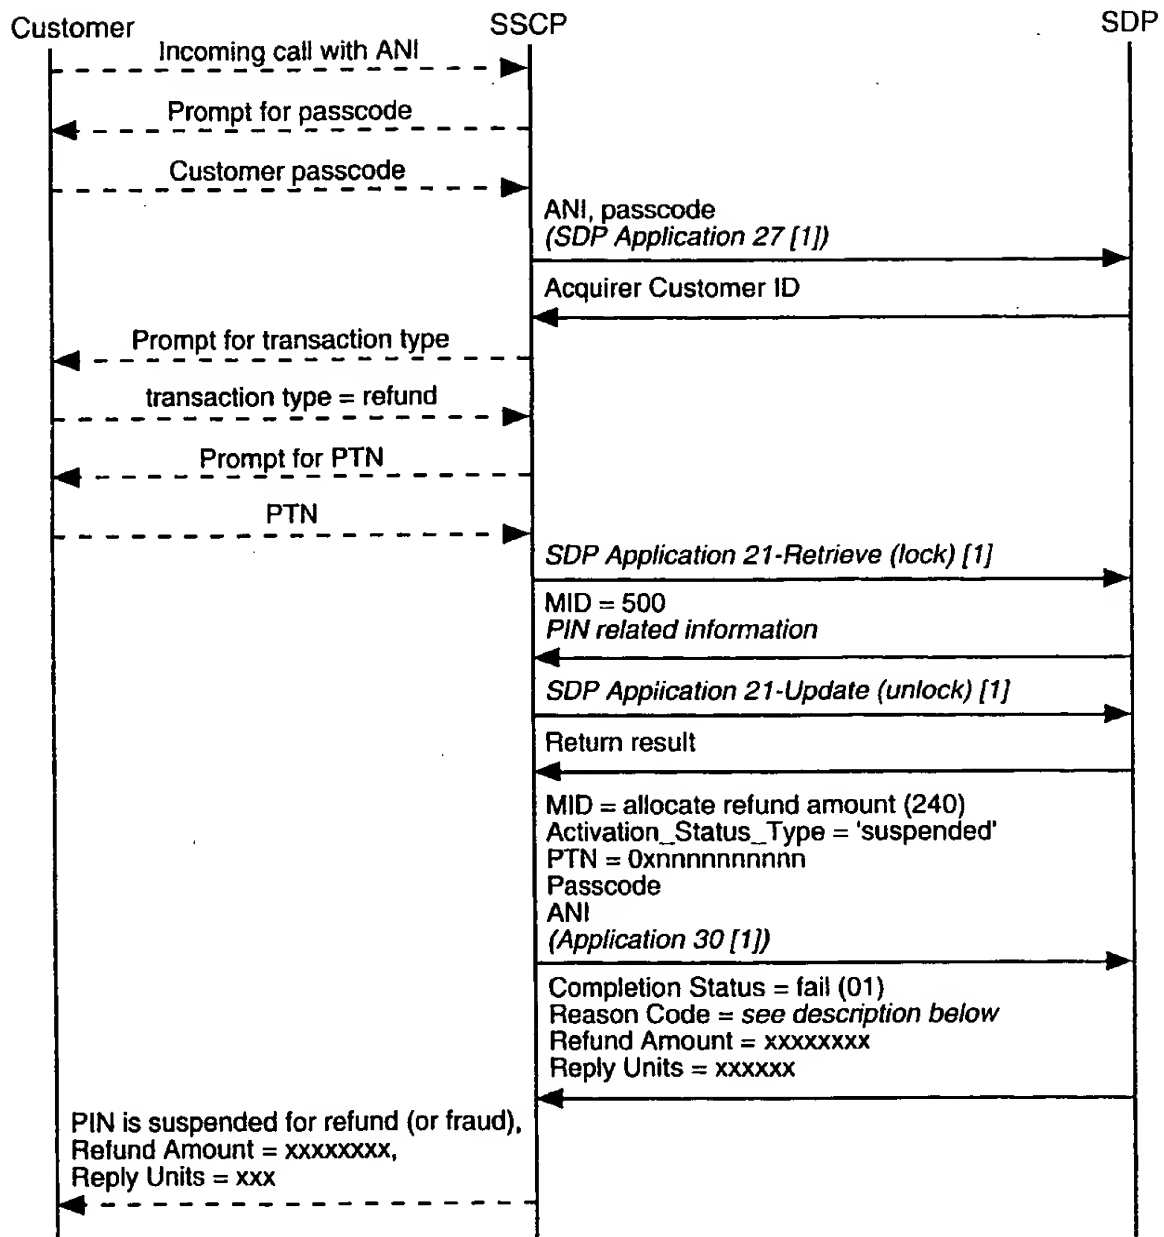 Customer
SSCP
SDP
Incoming call with ANI
Prompt for passcode
Customer passcode
ANI, passcode
(SDP Application 27 [1])
Acquirer Customer ID
Prompt for transaction type
transaction type = refund
Prompt for PTN
PTN
SDP Application 21-Retrieve (lock) [1]
MID = 500
PIN related information
SDP Application 21-Update (unlock) [1]
Return result
MID = allocate refund amount (240)
Activation_Status_Type = 'suspended'
PTN = 0xnnnnnnnnnnn
Passcode
ANI
(Application 30 [1])
Completion Status = fail (01)
Reason Code = see description below
Refund Amount = xxxxxxxx
Reply Units = xxxxxx
PIN is suspended for refund (or fraud),
Refund Amount = xxxxxxxx,
Reply Units = xxx